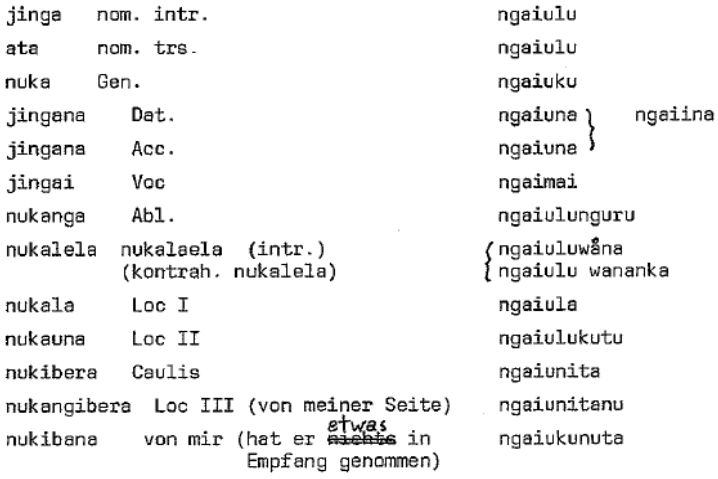 jinga nom. intr. ngaiulu
ata nom. trs. ngaiulu
nuka Gen. ngaiuku
jingana Dat. ngaiuna } ngaiina
jingana Acc. ngaiuna
jingai Voc ngaimai
nukanga Abl. ngaiulunguru
nukalela nukalaela (intr.) { ngaiuluwåna
(kontrah. nukalela) ngaiulu wananka
nukala Loc I ngaiula
nukauna Loc II ngaiulukutu
nukibera Caulis ngaiunita
nukangibera Loc III (von meiner Seite) ngaiunitanu
etwas
nukibana von mir (hat er nichts in ngaiukunuta
Empfang genommen)